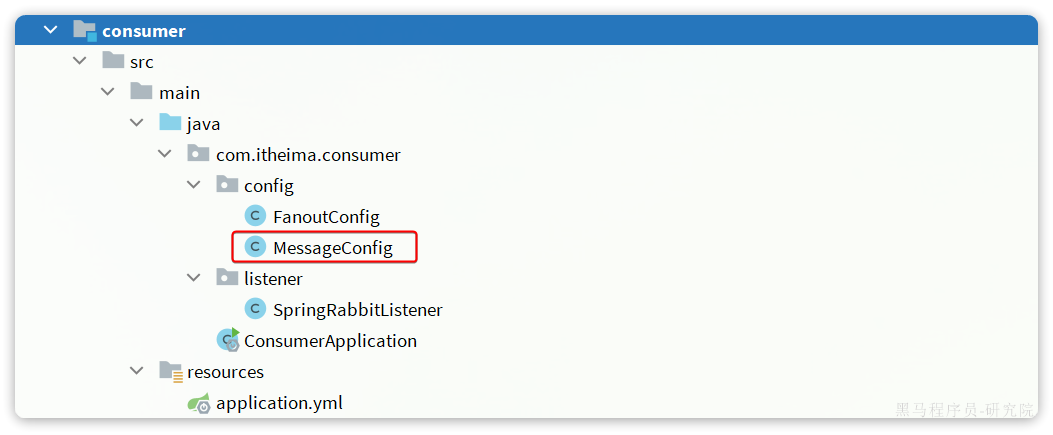 consumer
src
main
java
com.itheima.consumer
config
C FanoutConfig
C MessageConfig
listener
C SpringRabbitListener
C ConsumerApplication
resources
application.yml
黑马程序员-研究院